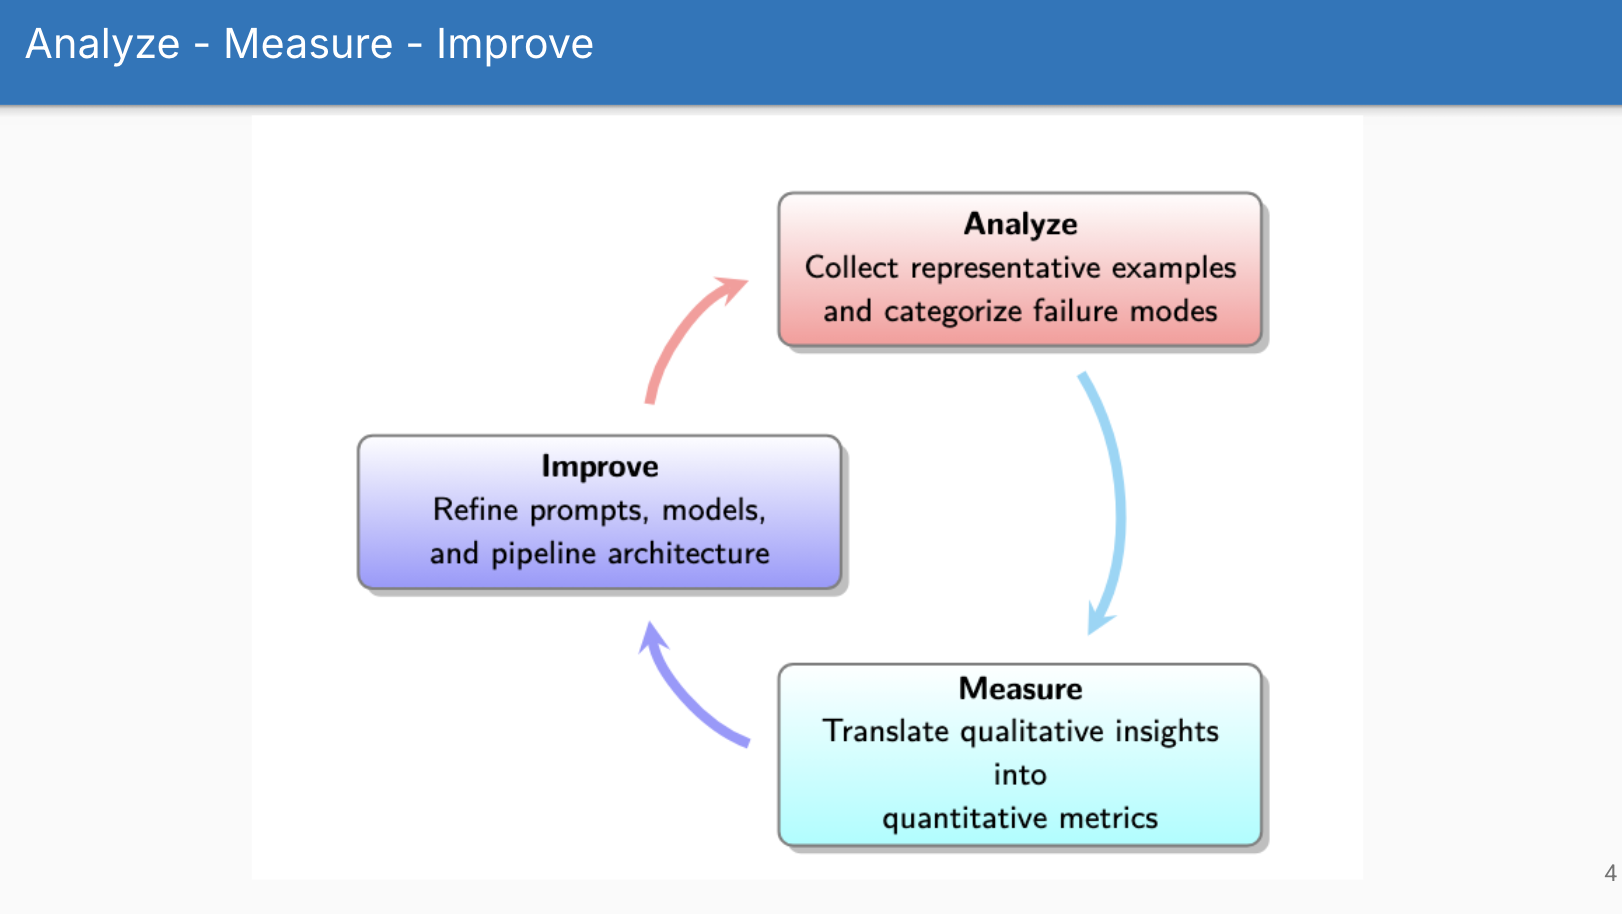 Analyze - Measure - Improve
Analyze
Collect representative examples
and categorize failure modes
Improve
Refine prompts, models,
and pipeline architecture
Measure
Translate qualitative insights
into
quantitative metrics
4